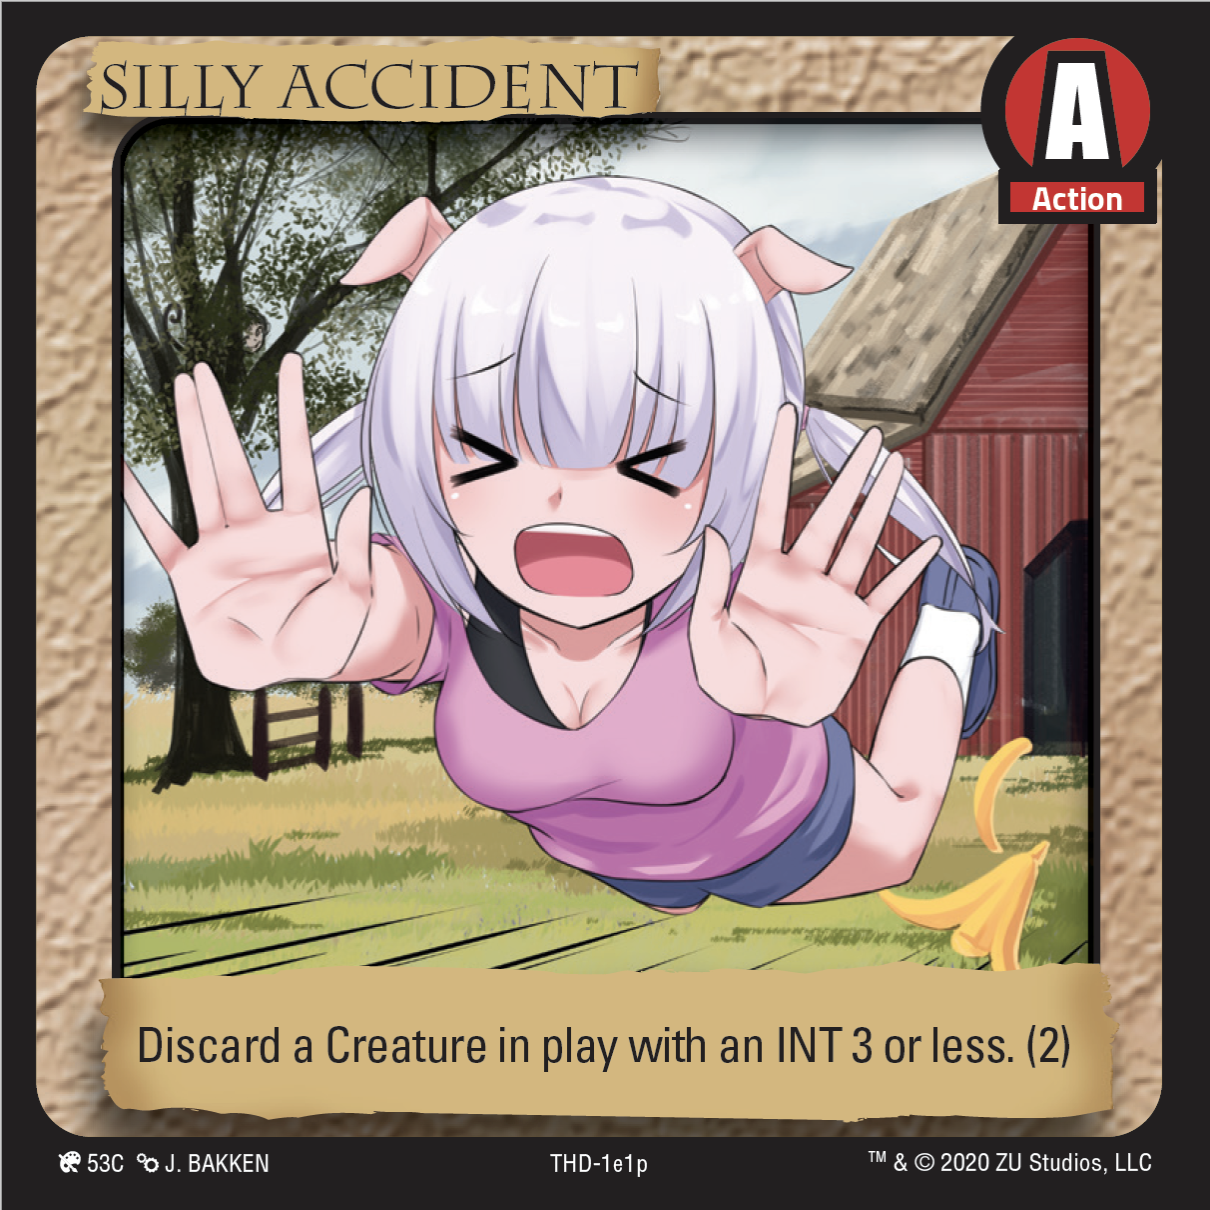 SILLY ACCIDENT
A
Action
Discard a Creature in play with an INT 3 or less. (2)
53C J. BAKKEN THD-1e1p ™ & © 2020 ZU Studios, LLC